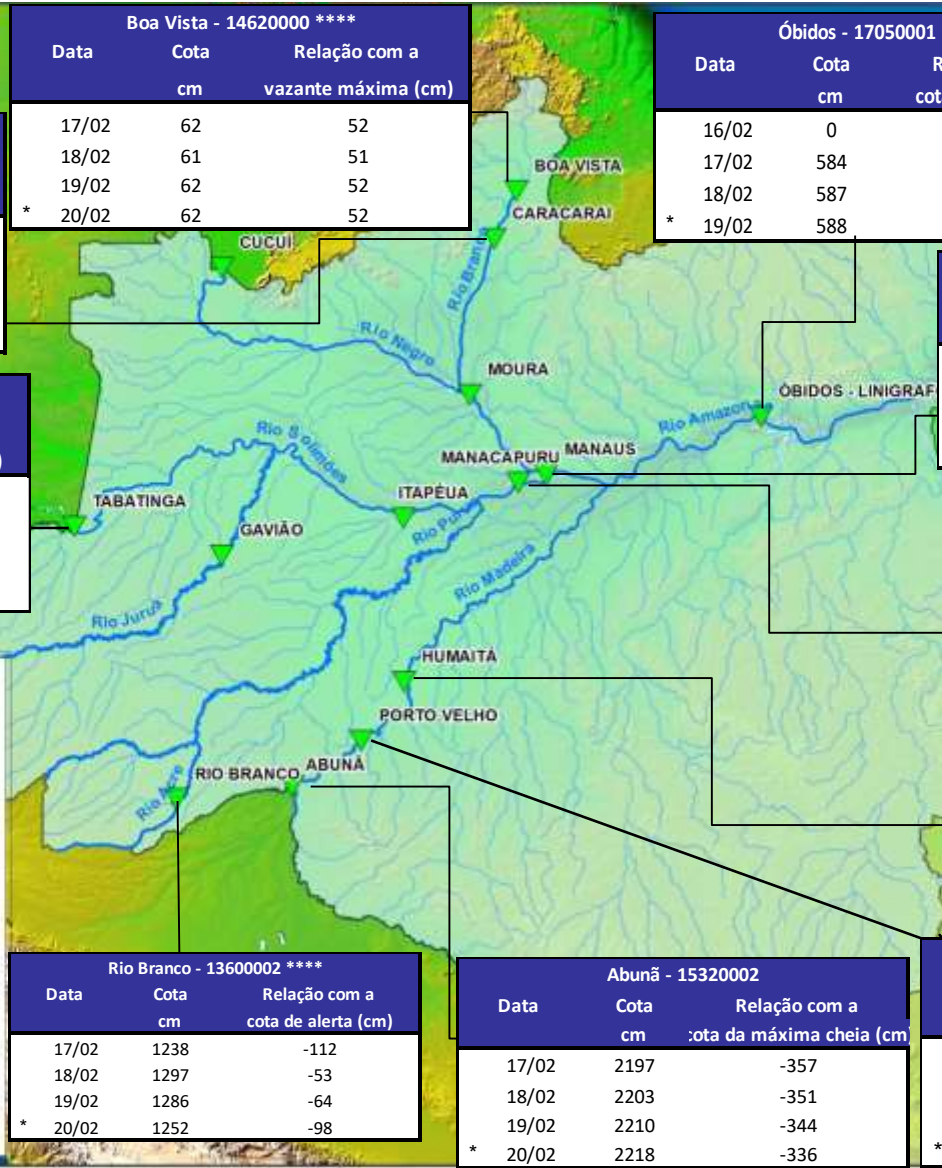 Boa Vista - 14620000 ****
Data Cota Relação com a
cm vazante máxima (cm)
17/02 62 52
18/02 61 51
19/02 62 52
* 20/02 62 52
Óbidos - 17050001
Data Cota
cm
16/02 0
17/02 584
18/02 587
* 19/02 588
BOA VISTA
CARACARAI
CUCUÍ
Rio Branco
Rio Negro
MOURA
ÓBIDOS - LINIGRAFO
Rio Amazonas
Rio Solimões
MANACAPURU
MANAUS
TABATINGA
ITAPÉUA
GAVIÃO
Rio Purus
Rio Madeira
Rio Juruá
HUMAITÁ
PORTO VELHO
RIO BRANCO
ABUNÃ
Rio Acre
Rio Branco - 13600002 ****
Data Cota Relação com a
cm cota de alerta (cm)
17/02 1238 -112
18/02 1297 -53
19/02 1286 -64
* 20/02 1252 -98
Abunã - 15320002
Data Cota Relação com a
cm cota da máxima cheia (cm)
17/02 2197 -357
18/02 2203 -351
19/02 2210 -344
* 20/02 2218 -336
*